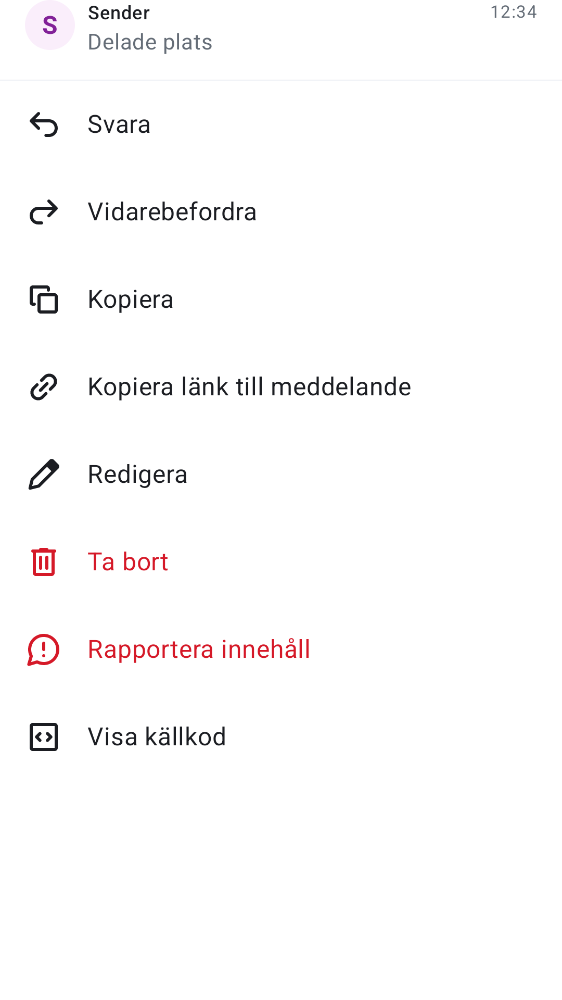 S
Sender
12:34
Delade plats
Svara
Vidarebefordra
Kopiera
Kopiera länk till meddelande
Redigera
Ta bort
Rapportera innehåll
Visa källkod